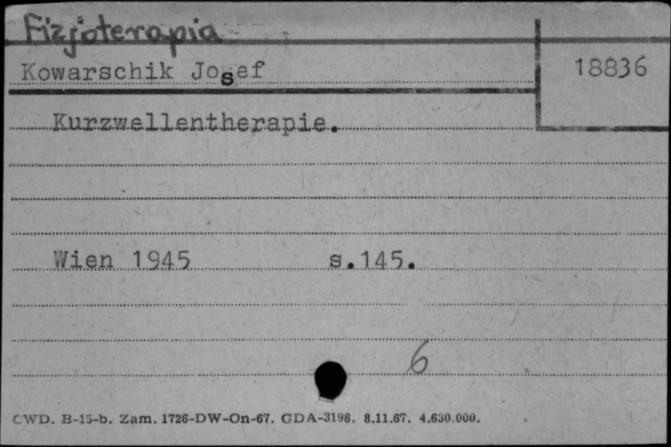 Fizjoterapia
Kowarschik Josef
18836
Kurzwellentherapie.
Wien 1945 s.145.
6
CWD. B-15-b. Zam. 1726-DW-On-67. GDA-3198. 8.11.67. 4.630.000.